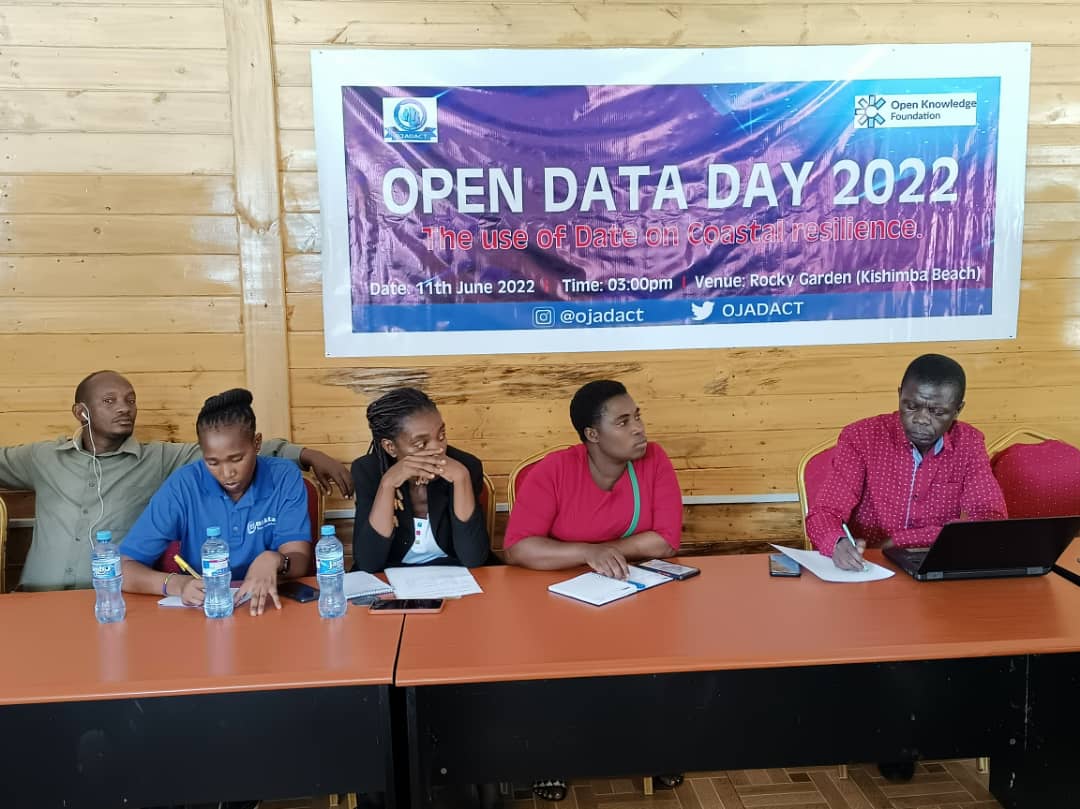 OJADACT
Open Knowledge
Foundation
OPEN DATA DAY 2022
The use of Date on Coastal resilience.
Date: 11th June 2022 | Time: 03:00pm | Venue: Rocky Garden (Kishimba Beach)
@ojadact OJADACT